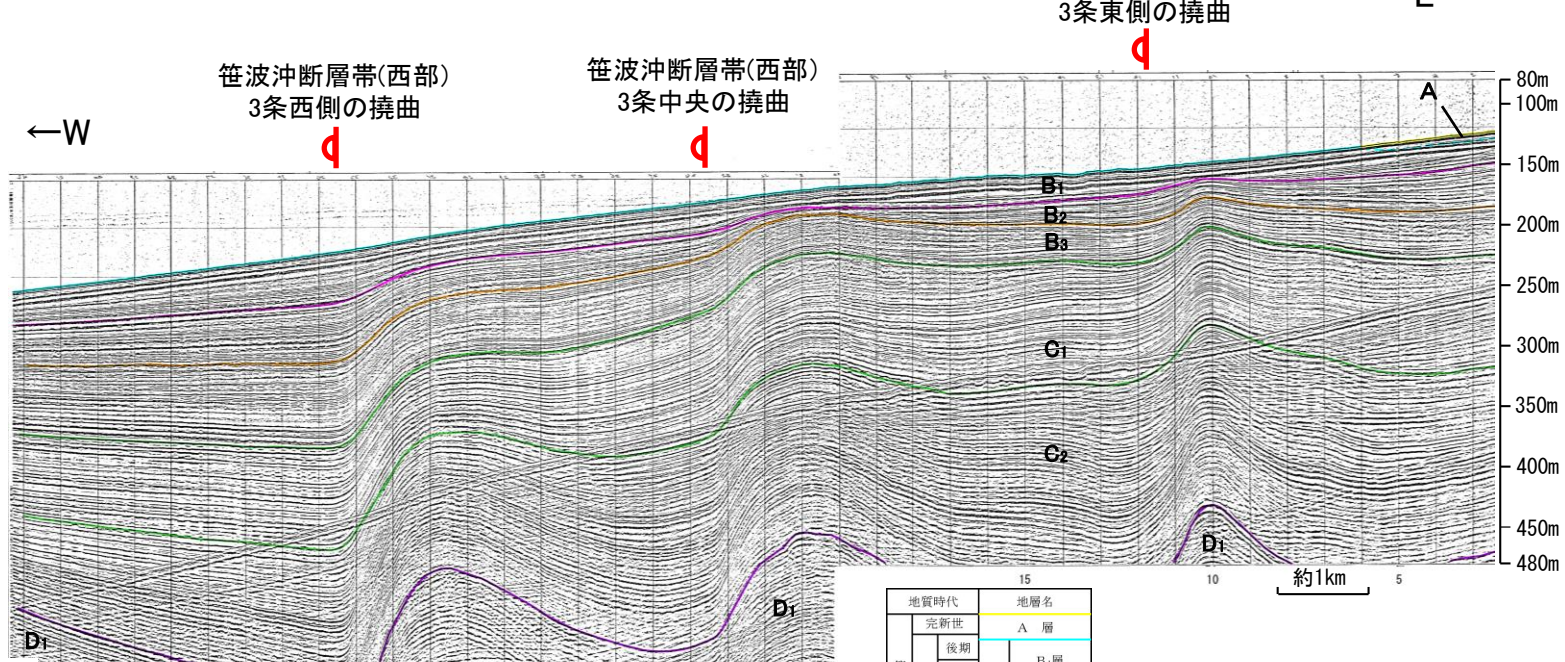 E
3条東側の撓曲
笹波沖断層帯(西部)
3条西側の撓曲
笹波沖断層帯(西部)
3条中央の撓曲
←W
A
80m
100m
150m
200m
250m
300m
350m
400m
450m
480m
B₁
B₂
B₃
C₁
C₂
D₁
D₁
D₁
15
10
5
約1km
地質時代 地層名
完新世 A 層
後期
B₁層